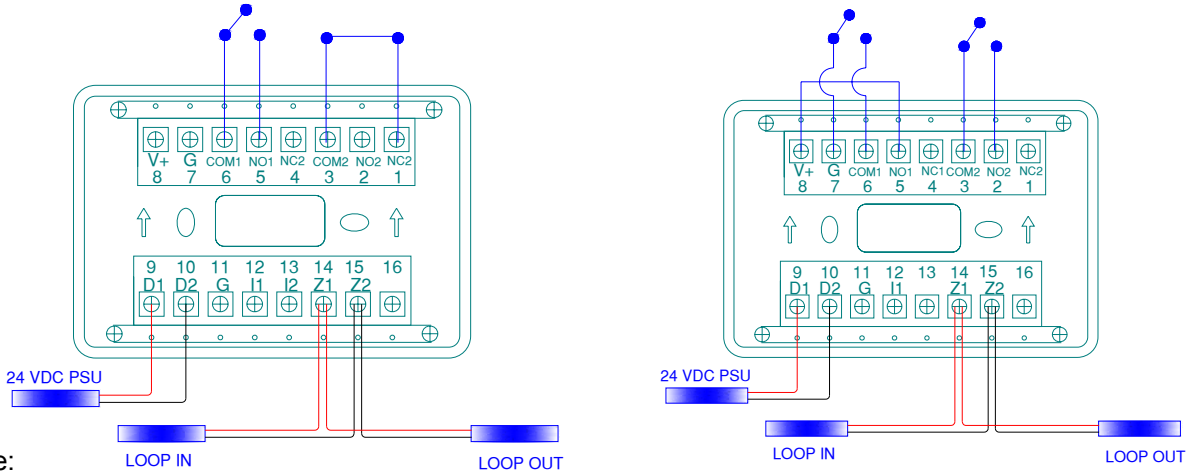 V+ G COM1 NO1 NC2 COM2 NO2 NC2
8 7 6 5 4 3 2 1
9 10 11 12 13 14 15 16
D1 D2 G I1 I2 Z1 Z2
24 VDC PSU
LOOP IN
LOOP OUT
e:
V+ G COM1 NO1 NC1 COM2 NO2 NC2
8 7 6 5 4 3 2 1
9 10 11 12 13 14 15 16
D1 D2 G I1 Z1 Z2
24 VDC PSU
LOOP IN
LOOP OUT